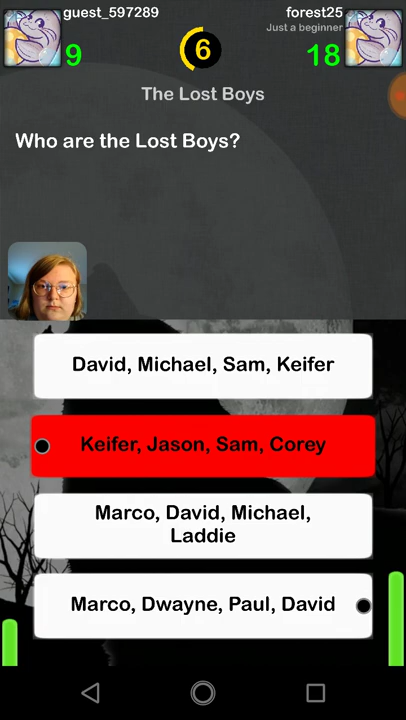 guest_597289
forest25
Just a beginner
9
6
18
The Lost Boys
Who are the Lost Boys?
David, Michael, Sam, Keifer
Keifer, Jason, Sam, Corey
Marco, David, Michael,
Laddie
Marco, Dwayne, Paul, David